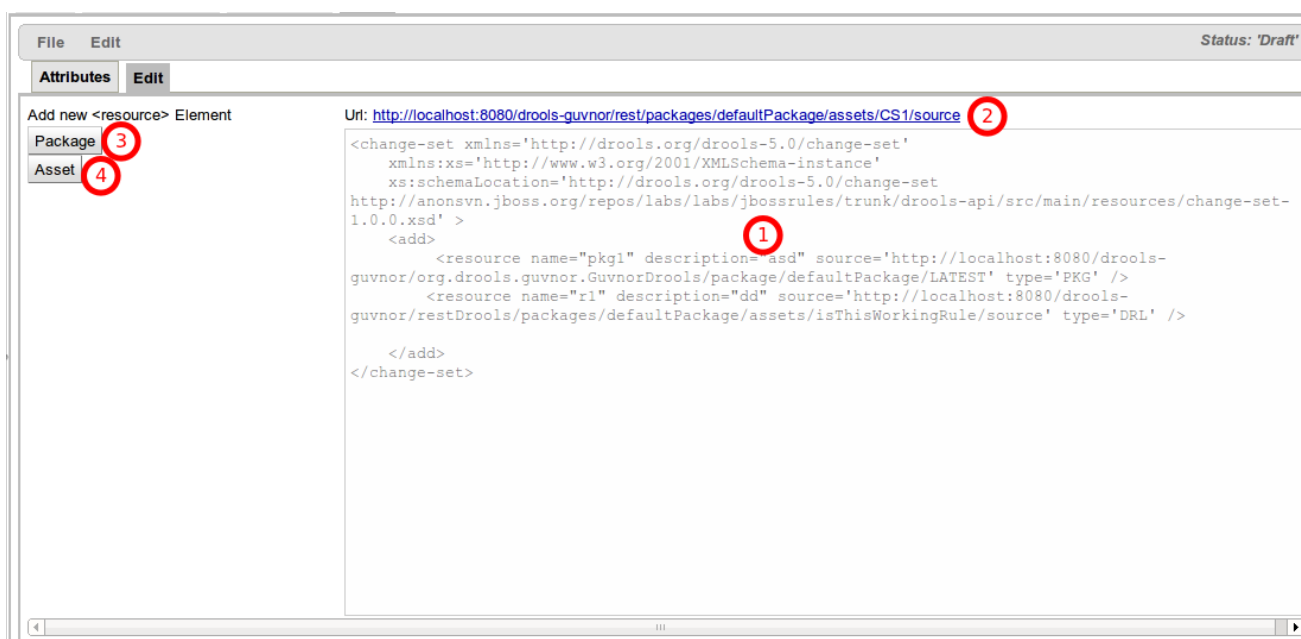 File Edit Status: 'Draft'
Attributes Edit
Add new <resource> Element
Url: http://localhost:8080/drools-guvnor/rest/packages/defaultPackage/assets/CS1/source 2
Package 3
Asset 4
<change-set xmlns='http://drools.org/drools-5.0/change-set'
xmlns:xs='http://www.w3.org/2001/XMLSchema-instance'
xs:schemaLocation='http://drools.org/drools-5.0/change-set
http://anonsvn.jboss.org/repos/labs/labs/jbossrules/trunk/drools-api/src/main/resources/change-set-
1.0.0.xsd' >
<add>
1
<resource name="pkg1" description="asd" source='http://localhost:8080/drools-
guvnor/org.drools.guvnor.GuvnorDrools/package/defaultPackage/LATEST' type='PKG' />
<resource name="r1" description="dd" source='http://localhost:8080/drools-
guvnor/restDrools/packages/defaultPackage/assets/isThisWorkingRule/source' type='DRL' />
</add>
</change-set>